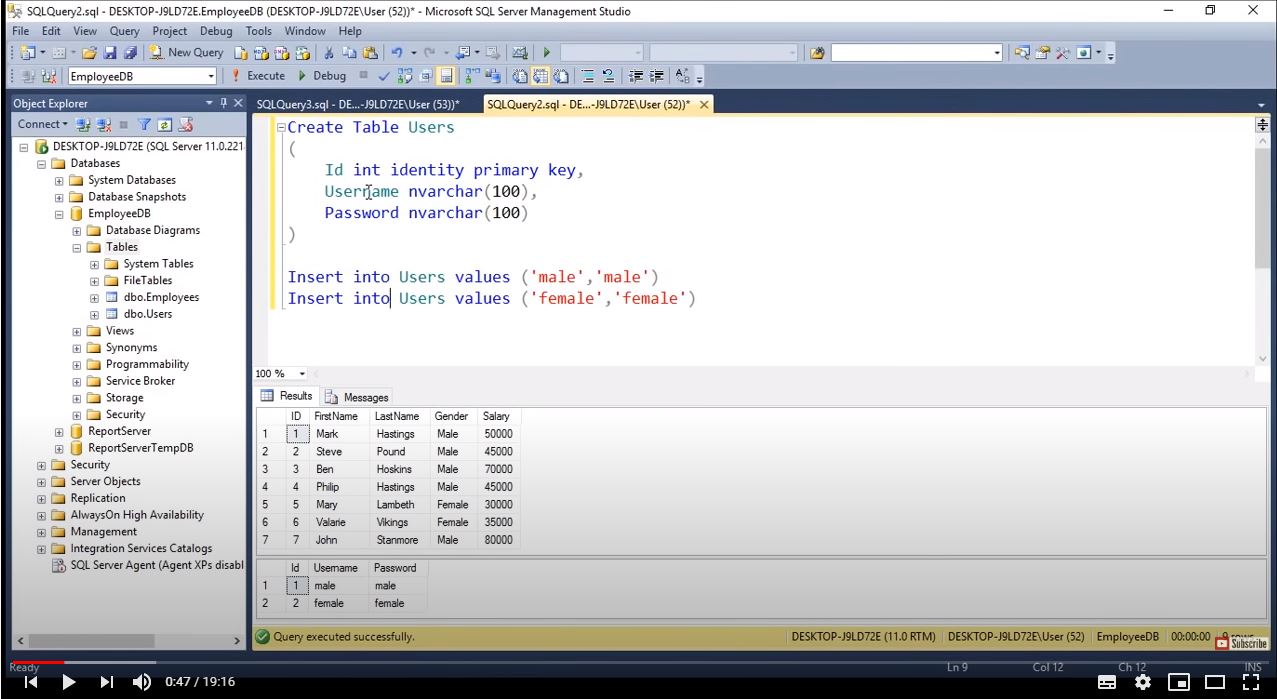 SQLQuery2.sql - DESKTOP-J9LD72E.EmployeeDB (DESKTOP-J9LD72E\User (52))* - Microsoft SQL Server Management Studio
File Edit View Query Project Debug Tools Window Help
New Query
EmployeeDB Execute Debug
Object Explorer
Connect
DESKTOP-J9LD72E (SQL Server 11.0.221
Databases
System Databases
Database Snapshots
EmployeeDB
Database Diagrams
Tables
System Tables
FileTables
dbo.Employees
dbo.Users
Views
Synonyms
Programmability
Service Broker
Storage
Security
ReportServer
ReportServerTempDB
Security
Server Objects
Replication
AlwaysOn High Availability
Management
Integration Services Catalogs
SQL Server Agent (Agent XPs disabl
SQLQuery3.sql - DE...-J9LD72E\User (53))* SQLQuery2.sql - DE...-J9LD72E\User (52))*
Create Table Users
(
Id int identity primary key,
Username nvarchar(100),
Password nvarchar(100)
)
Insert into Users values ('male','male')
Insert into Users values ('female','female')
100 %
Results Messages
ID FirstName LastName Gender Salary
1 1 Mark Hastings Male 50000
2 2 Steve Pound Male 45000
3 3 Ben Hoskins Male 70000
4 4 Philip Hastings Male 45000
5 5 Mary Lambeth Female 30000
6 6 Valarie Vikings Female 35000
7 7 John Stanmore Male 80000
Id Username Password
1 1 male male
2 2 female female
Query executed successfully. DESKTOP-J9LD72E (11.0 RTM) DESKTOP-J9LD72E\User (52) EmployeeDB 00:00:00 9 rows
Subscribe
Ready Ln 9 Col 12 Ch 12 INS
0:47 / 19:16